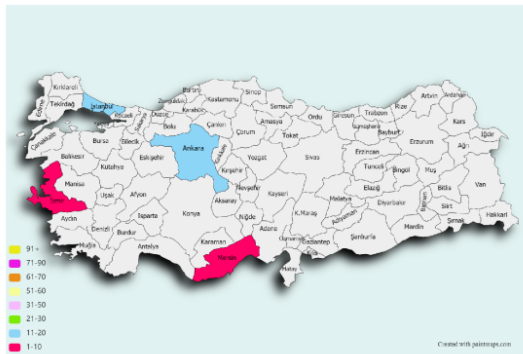 Kırklareli
Edirne
Tekirdağ
İstanbul
Kocaeli
Sakarya
Düzce
Zonguldak
Bartın
Karabük
Kastamonu
Sinop
Samsun
Ordu
Giresun
Trabzon
Rize
Artvin
Ardahan
Kars
Iğdır
Ağrı
Çanakkale
Balıkesir
Bursa
Bilecik
Bolu
Çankırı
Çorum
Amasya
Tokat
Gümüşhane
Bayburt
Erzurum
Erzincan
Kütahya
Eskişehir
Ankara
Kırıkkale
Kırşehir
Yozgat
Sivas
Tunceli
Bingöl
Muş
Bitlis
Van
İzmir
Manisa
Uşak
Afyon
Konya
Aksaray
Nevşehir
Kayseri
Malatya
Elazığ
Diyarbakır
Siirt
Hakkari
Aydın
Denizli
Isparta
Burdur
Niğde
K.Maraş
Adıyaman
Mardin
Şırnak
Muğla
Antalya
Karaman
Mersin
Adana
Osmaniye
Gaziantep
Şanlıurfa
Hatay
91+
71-90
61-70
51-60
31-50
21-30
11-20
1-10
Created with paintmaps.com